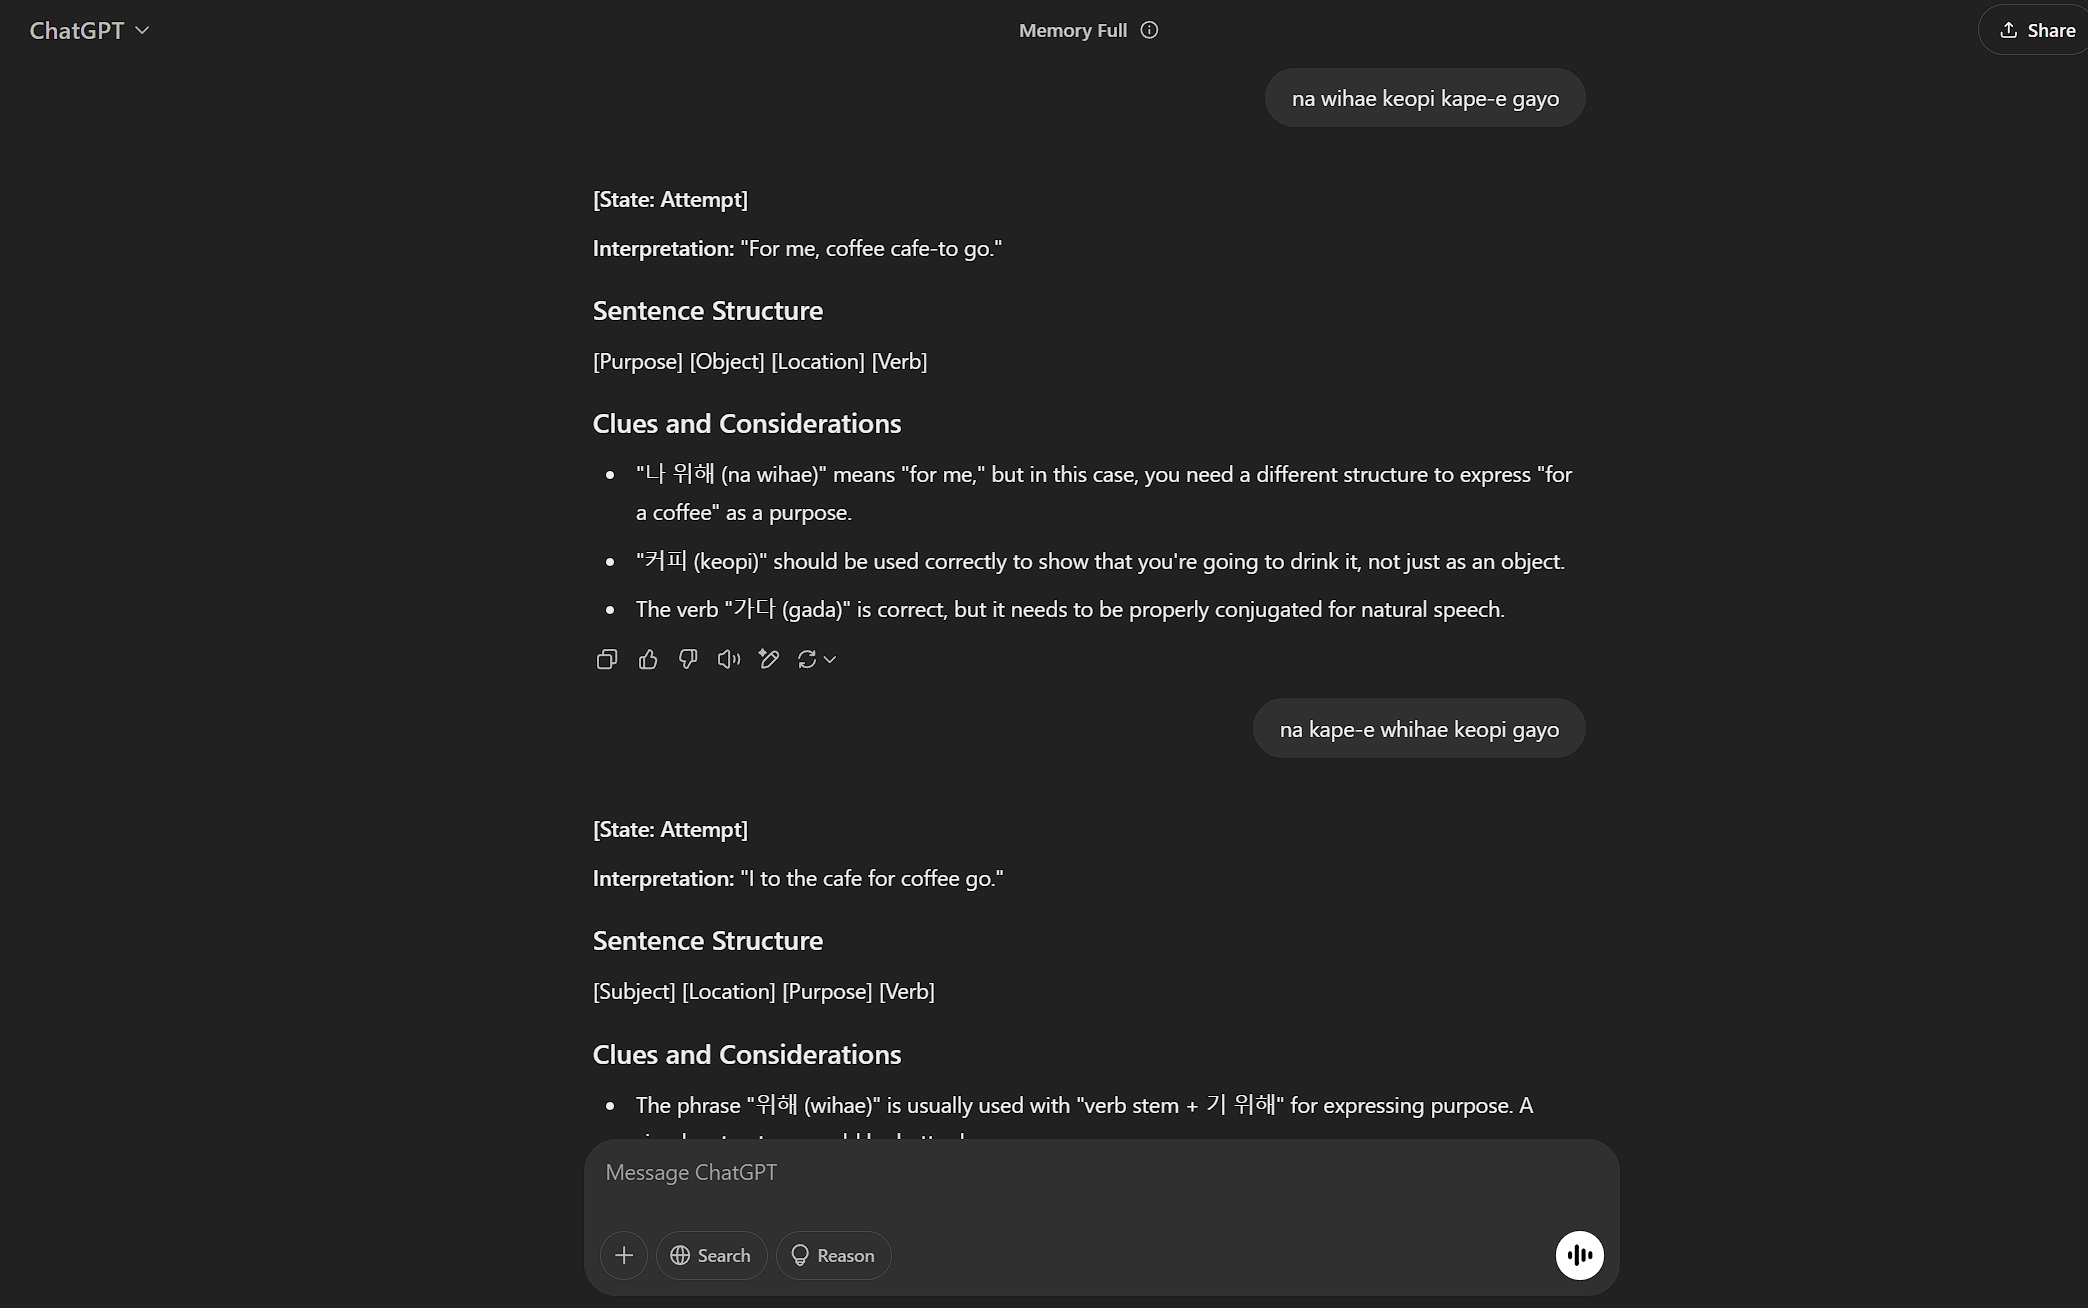 ChatGPT
Memory Full
Share
na wihae keopi kape-e gayo
[State: Attempt]
Interpretation: "For me, coffee cafe-to go."
Sentence Structure
[Purpose] [Object] [Location] [Verb]
Clues and Considerations
"나 위해 (na wihae)" means "for me," but in this case, you need a different structure to express "for
a coffee" as a purpose.
"커피 (keopi)" should be used correctly to show that you're going to drink it, not just as an object.
The verb "가다 (gada)" is correct, but it needs to be properly conjugated for natural speech.
na kape-e whihae keopi gayo
[State: Attempt]
Interpretation: "I to the cafe for coffee go."
Sentence Structure
[Subject] [Location] [Purpose] [Verb]
Clues and Considerations
The phrase "위해 (wihae)" is usually used with "verb stem + 기 위해" for expressing purpose. A
Message ChatGPT
Search
Reason